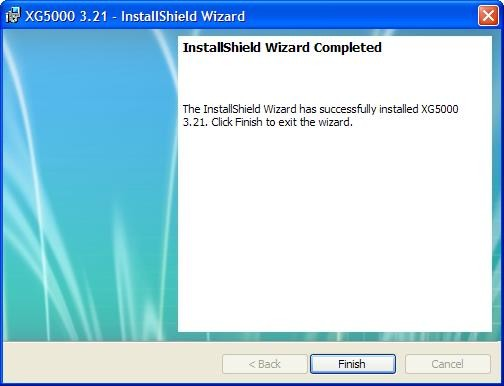 XG5000 3.21 - InstallShield Wizard
InstallShield Wizard Completed
The InstallShield Wizard has successfully installed XG5000
3.21. Click Finish to exit the wizard.
< Back Finish Cancel